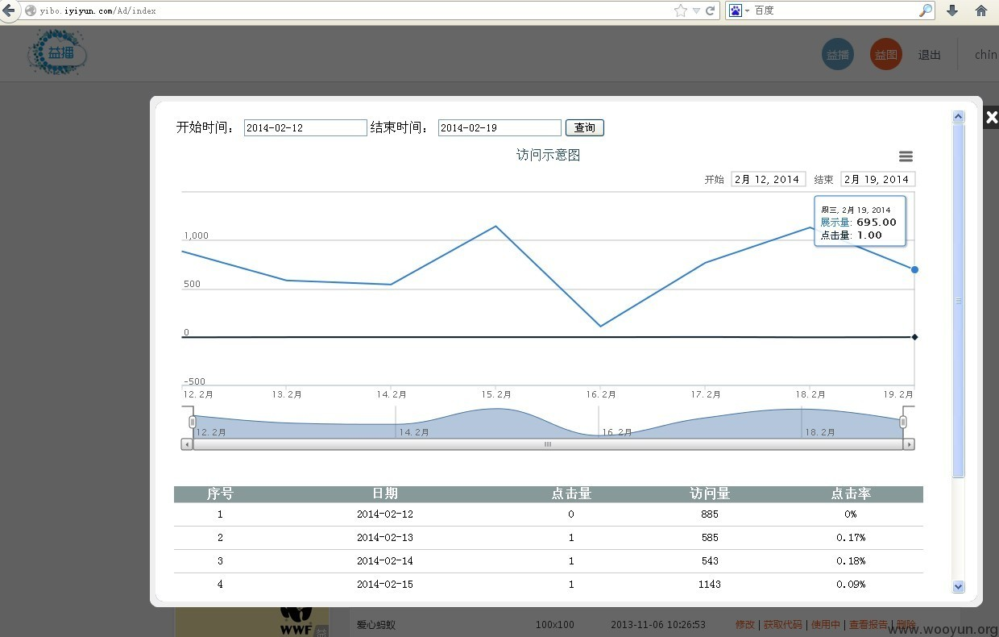 yibo.iyiyun.com/Ad/index
百度
益播
益播 益图 退出 chin
开始时间： 2014-02-12 结束时间： 2014-02-19 查询
访问示意图
开始 2月 12, 2014 结束 2月 19, 2014
周三, 2月 19, 2014
展示量: 695.00
点击量: 1.00
1,000
500
0
-500
12. 2月 13. 2月 14. 2月 15. 2月 16. 2月 17. 2月 18. 2月 19. 2月
12. 2月 14. 2月 16. 2月 18. 2月
序号 日期 点击量 访问量 点击率
1 2014-02-12 0 885 0%
2 2014-02-13 1 585 0.17%
3 2014-02-14 1 543 0.18%
4 2014-02-15 1 1143 0.09%
WWF 益
爱心蚂蚁 100x100 2013-11-06 10:26:53 修改 | 获取代码 | 使用中 | 查看报告 | 删除
www.wooyun.org